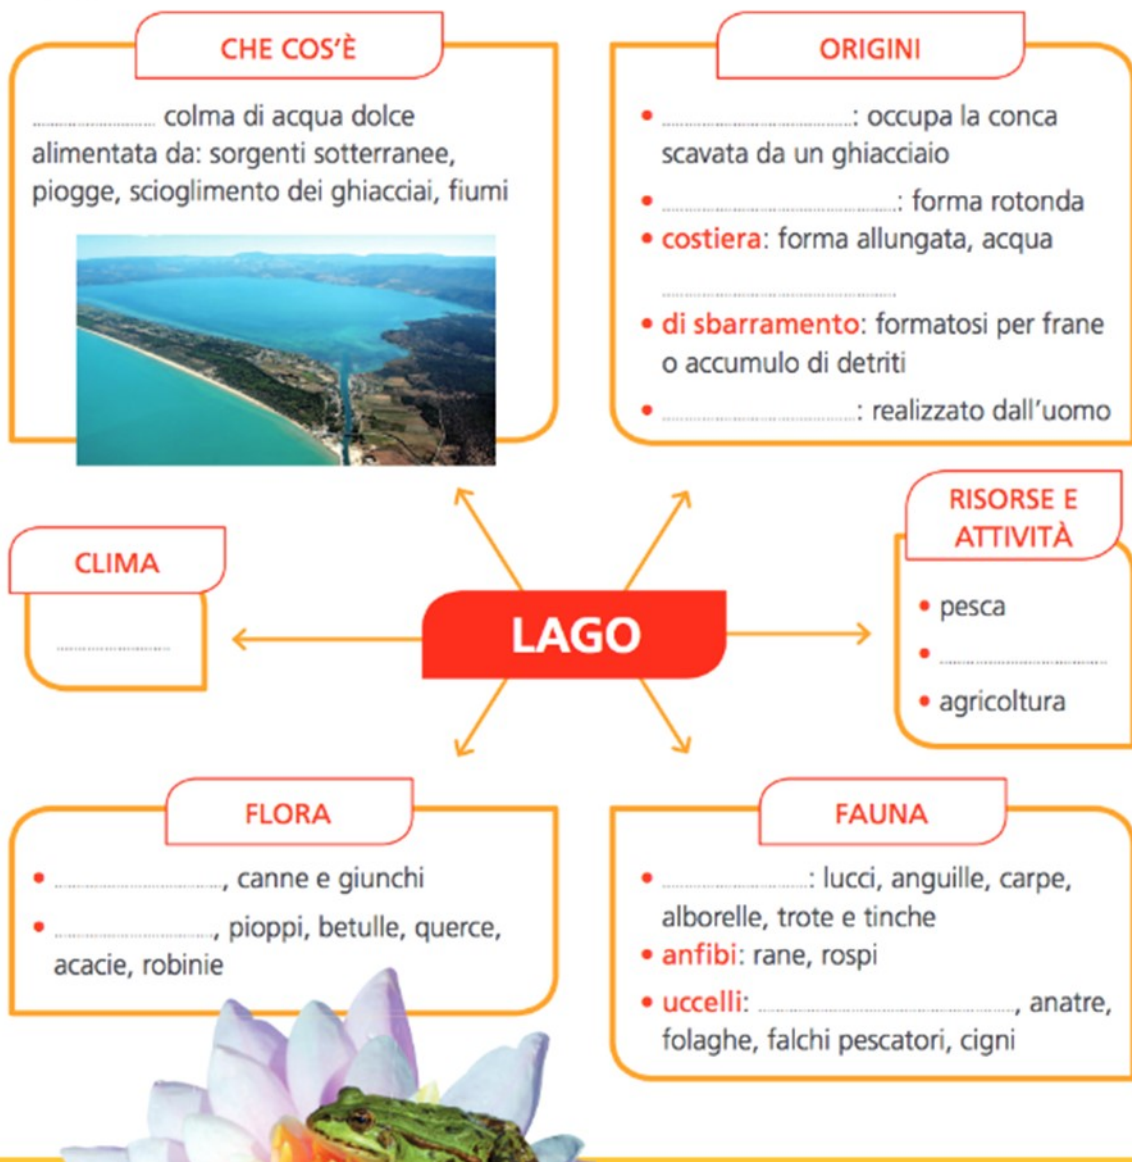 CHE COS'È
..................... colma di acqua dolce
alimentata da: sorgenti sotterranee,
piogge, scioglimento dei ghiacciai, fiumi
ORIGINI
• ................................: occupa la conca
scavata da un ghiacciaio
• ........................................: forma rotonda
• costiera: forma allungata, acqua
........................................
• di sbarramento: formatosi per frane
o accumulo di detriti
• .................................: realizzato dall'uomo
CLIMA
....................
LAGO
RISORSE E
ATTIVITÀ
• pesca
• .............................
• agricoltura
FLORA
• ............................., canne e giunchi
• ..........................., pioppi, betulle, querce,
acacie, robinie
FAUNA
• .........................: lucci, anguille, carpe,
alborelle, trote e tinche
• anfibi: rane, rospi
• uccelli: ..........................................., anatre,
folaghe, falchi pescatori, cigni